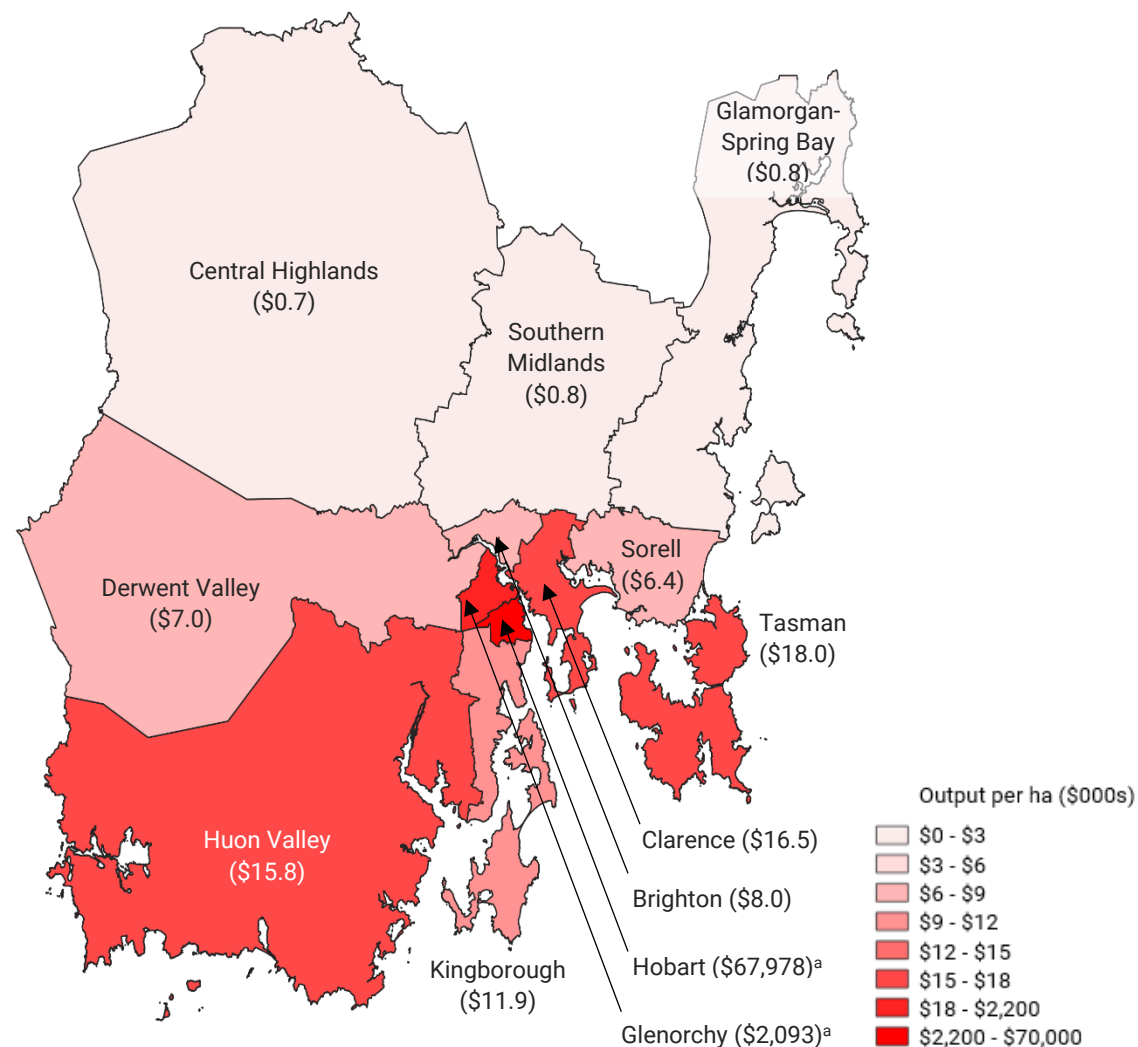 Glamorgan-
Spring Bay
($0.8)
Central Highlands
($0.7)
Southern
Midlands
($0.8)
Sorell
($6.4)
Derwent Valley
($7.0)
Tasman
($18.0)
Huon Valley
($15.8)
Clarence ($16.5)
Brighton ($8.0)
Hobart ($67,978)ᵃ
Kingborough
($11.9)
Glenorchy ($2,093)ᵃ
Output per ha ($000s)
$0 - $3
$3 - $6
$6 - $9
$9 - $12
$12 - $15
$15 - $18
$18 - $2,200
$2,200 - $70,000